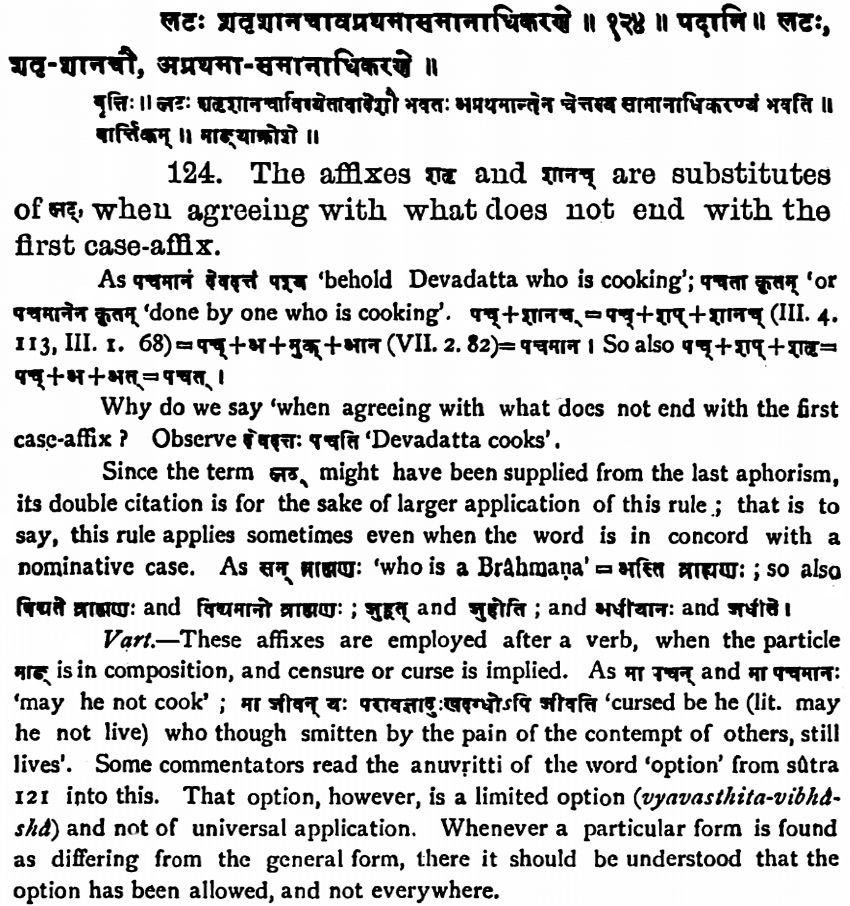 लटः शतृशानचावप्रथमासमानाधिकरणे ॥ १२४ ॥ पदानि ॥ लटः,
शतृ-शानचौ, अप्रथमा-समानाधिकरणे ॥
वृत्तिः ॥ लटः शतृशानचावित्येतावादेशौ भवतः अप्रथमान्तेन चेत्तस्य सामानाधिकरण्यं भवति ॥
वार्त्तिकम् ॥ माङ्याक्रोशे ॥
124. The affixes शतृ and शानच् are substitutes
of लट्, when agreeing with what does not end with the
first case-affix.
As पचमानं देवदत्तं पश्य 'behold Devadatta who is cooking'; पचता कृतम् 'or
पचमानेन कृतम् 'done by one who is cooking'. पच्+शानच्=पच्+शप्+शानच् (III. 4.
113, III. 1. 68)=पच्+अ+मुक्+आन (VII. 2. 82)=पचमान । So also पच्+शप्+शतृ=
पच्+अ+अत्=पचत् ।
Why do we say 'when agreeing with what does not end with the first
case-affix ? Observe देवदत्तः पचति 'Devadatta cooks'.
Since the term लट् might have been supplied from the last aphorism,
its double citation is for the sake of larger application of this rule ; that is to
say, this rule applies sometimes even when the word is in concord with a
nominative case. As सन् ब्राह्मणः 'who is a Brâhmaṇa' = अस्ति ब्राह्मणः ; so also
विद्यते ब्राह्मणः and विद्यमानो ब्राह्मणः ; जुह्वत् and जुहोति ; and अधीयानः and अधीते ।
Vart.—These affixes are employed after a verb, when the particle
माङ् is in composition, and censure or curse is implied. As मा पचन् and मा पचमानः
'may he not cook' ; मा जीवन् यः परावज्ञादुःखदग्धोऽपि जीवति 'cursed be he (lit. may
he not live) who though smitten by the pain of the contempt of others, still
lives'. Some commentators read the anuvṛitti of the word 'option' from sûtra
121 into this. That option, however, is a limited option (vyavasthita-vibhâ-
shâ) and not of universal application. Whenever a particular form is found
as differing from the general form, there it should be understood that the
option has been allowed, and not everywhere.